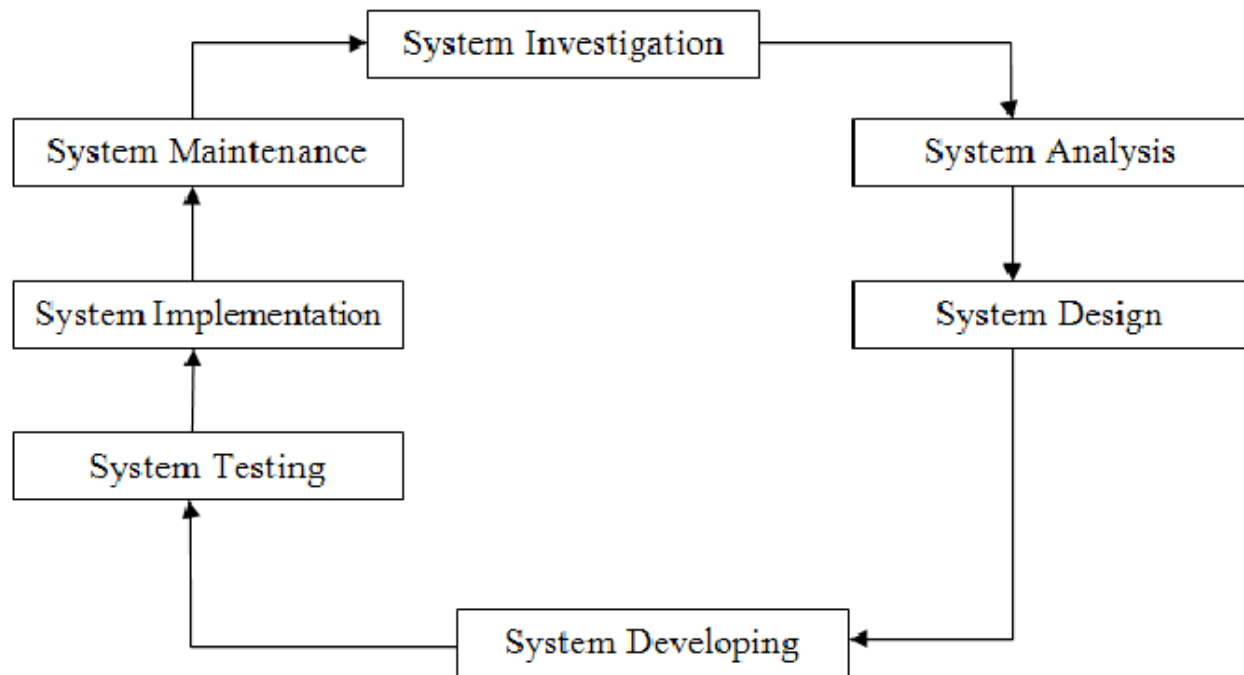 System Investigation
System Analysis
System Design
System Developing
System Testing
System Implementation
System Maintenance